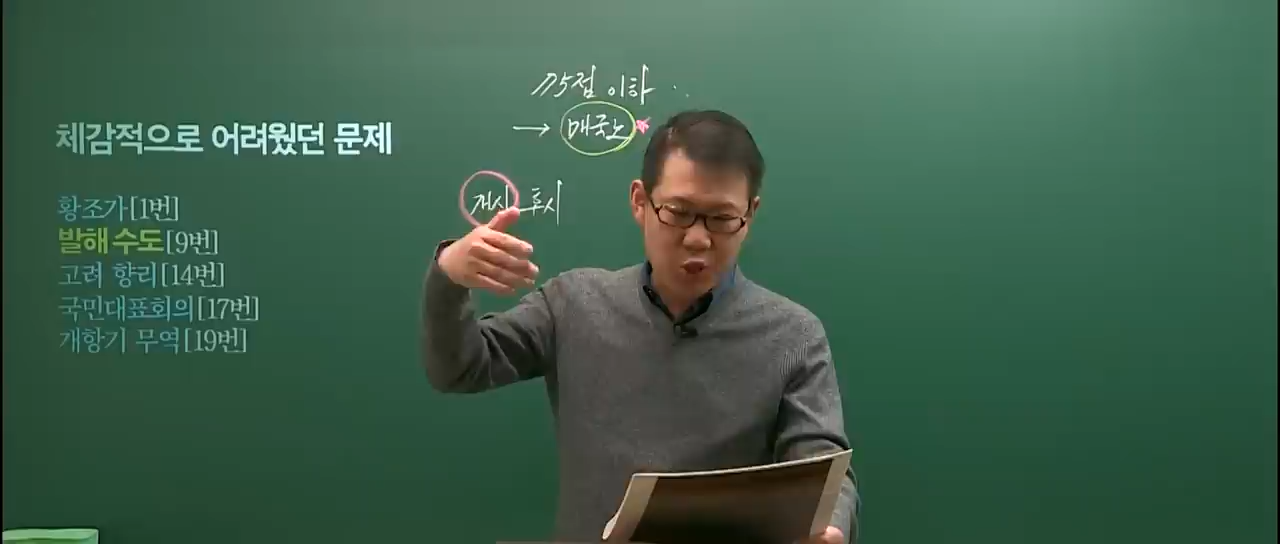 체감적으로 어려웠던 문제
황조가[1번]
발해 수도[9번]
고려 향리[14번]
국민대표회의[17번]
개항기 무역[19번]
75점 이하
→ 매국노
후시